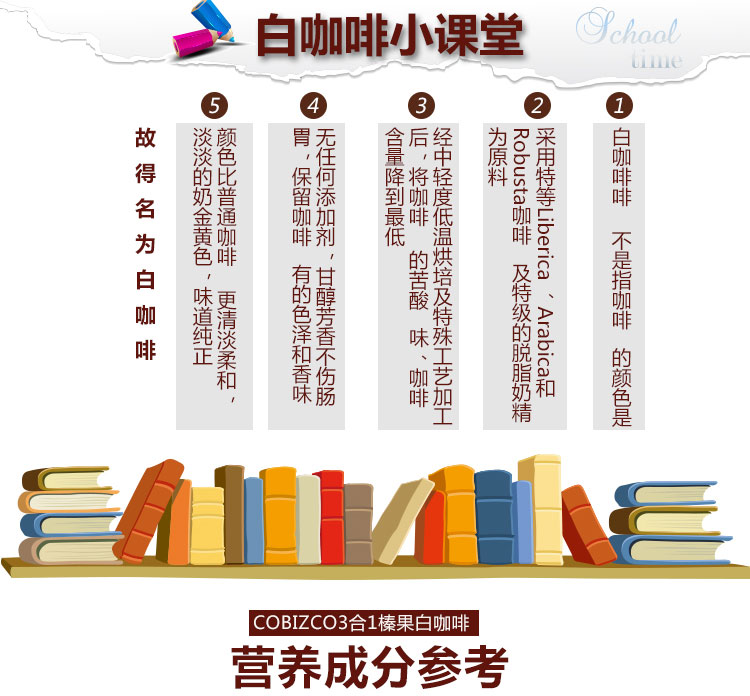 白咖啡小课堂
School
time
1
白咖啡啡 不是指咖啡 的颜色是
2
采用特等Liberica 、Arabica和
Robusta咖啡 及特级的脱脂奶精
为原料
3
经中轻度低温烘培及特殊工艺加工
后,将咖啡 的苦酸 味、咖啡
含量降到最低
4
无任何添加剂,甘醇芳香不伤肠
胃,保留咖啡 有的色泽和香味
5
颜色比普通咖啡 更清淡柔和,
淡淡的奶金黄色,味道纯正
故得名为白咖啡
COBIZCO3合1榛果白咖啡
营养成分参考